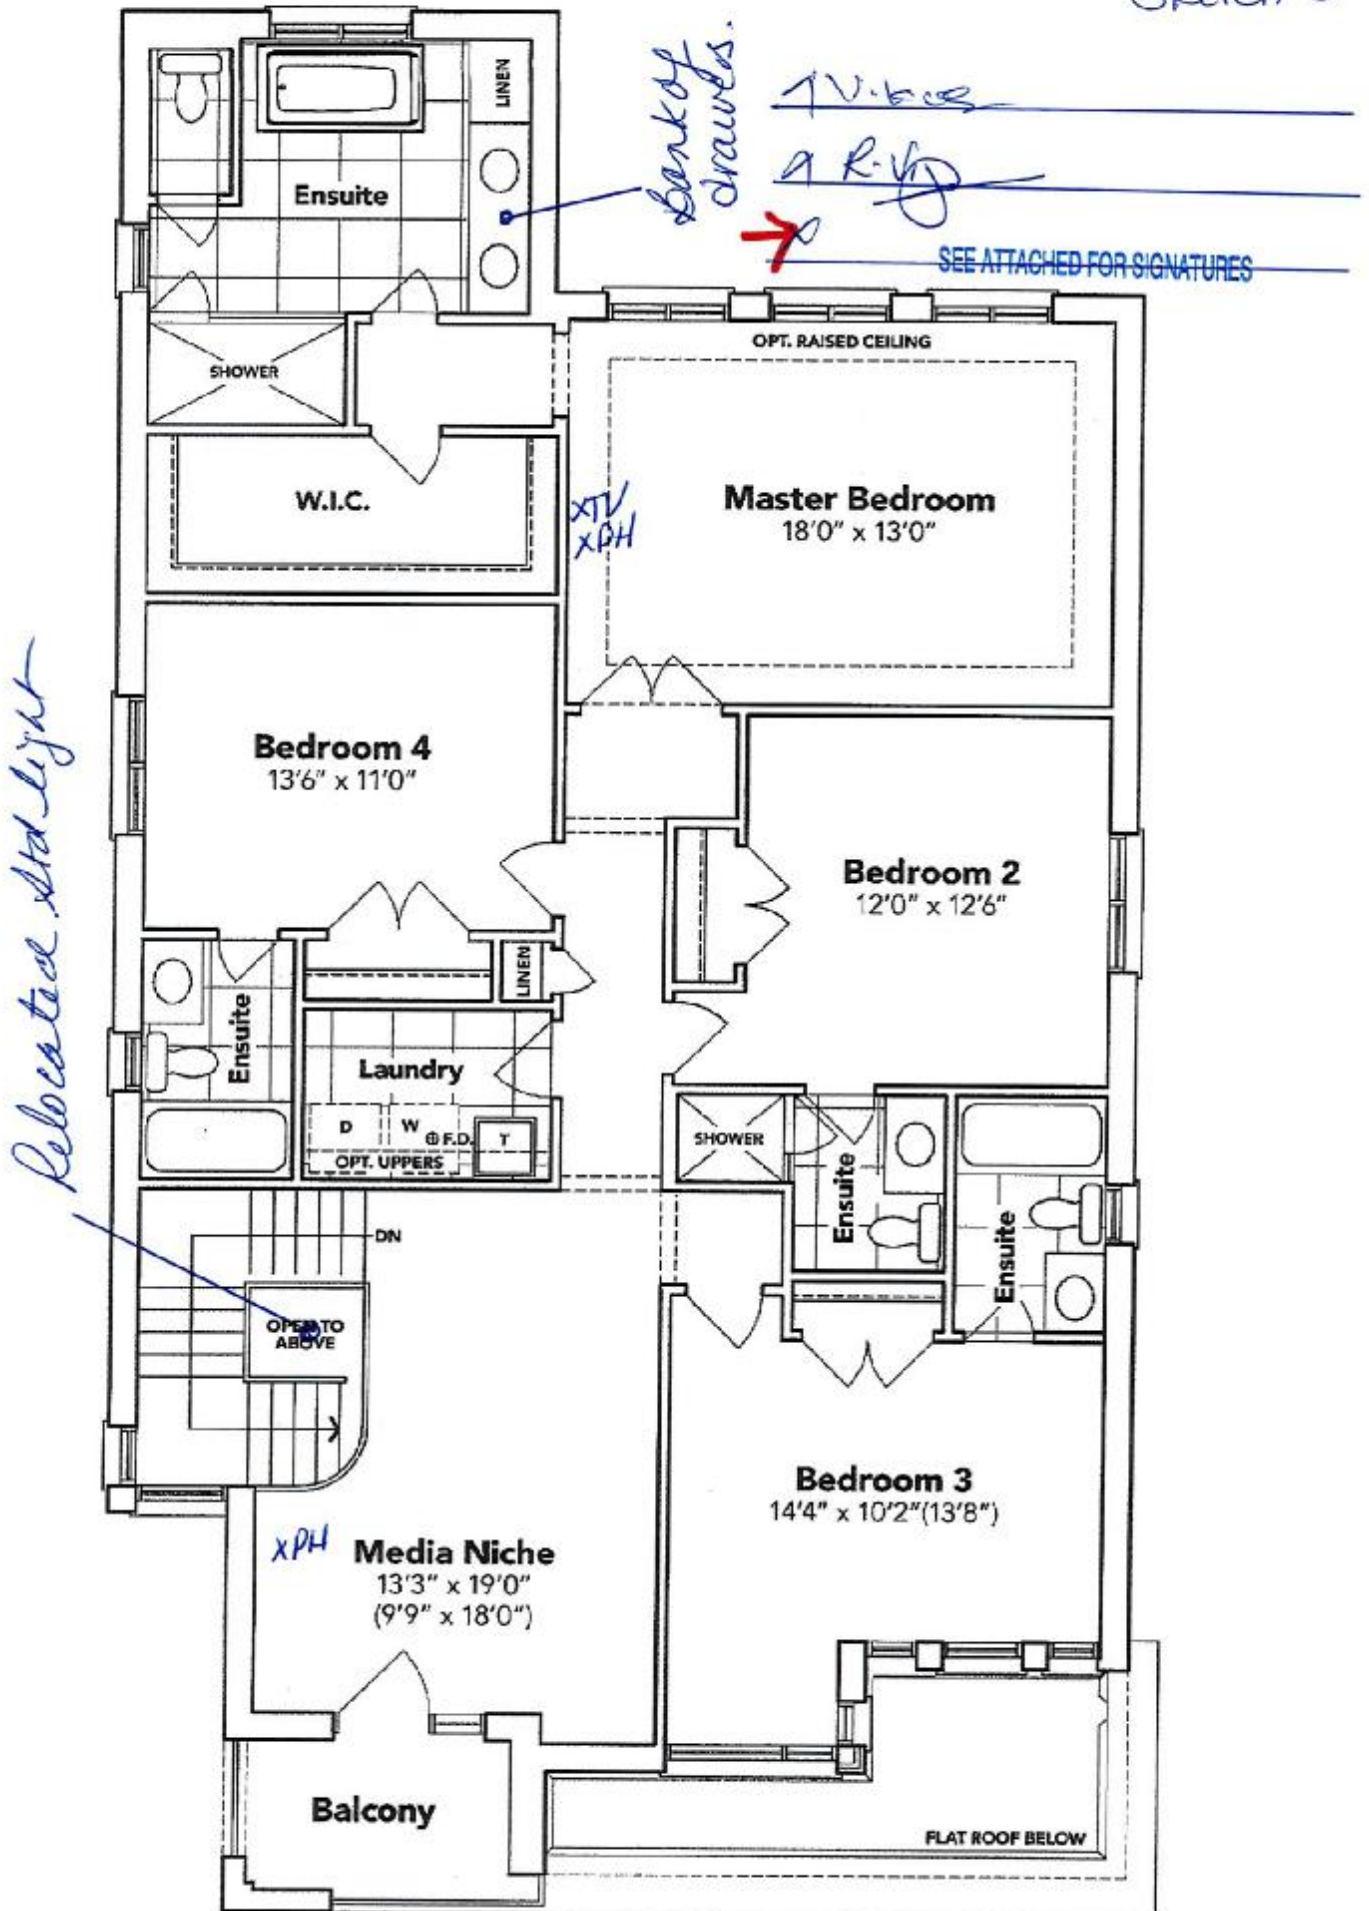 bank of
drawers.
SEE ATTACHED FOR SIGNATURES
LINEN
Ensuite
SHOWER
OPT. RAISED CEILING
W.I.C.
XTV
XPH
Master Bedroom
18'0" x 13'0"
Relocated Std light
Bedroom 4
13'6" x 11'0"
Bedroom 2
12'0" x 12'6"
LINEN
Ensuite
Laundry
D
W
F.D.
T
OPT. UPPERS
SHOWER
Ensuite
Ensuite
DN
OPEN TO
ABOVE
Bedroom 3
14'4" x 10'2"(13'8")
XPH
Media Niche
13'3" x 19'0"
(9'9" x 18'0")
Balcony
FLAT ROOF BELOW